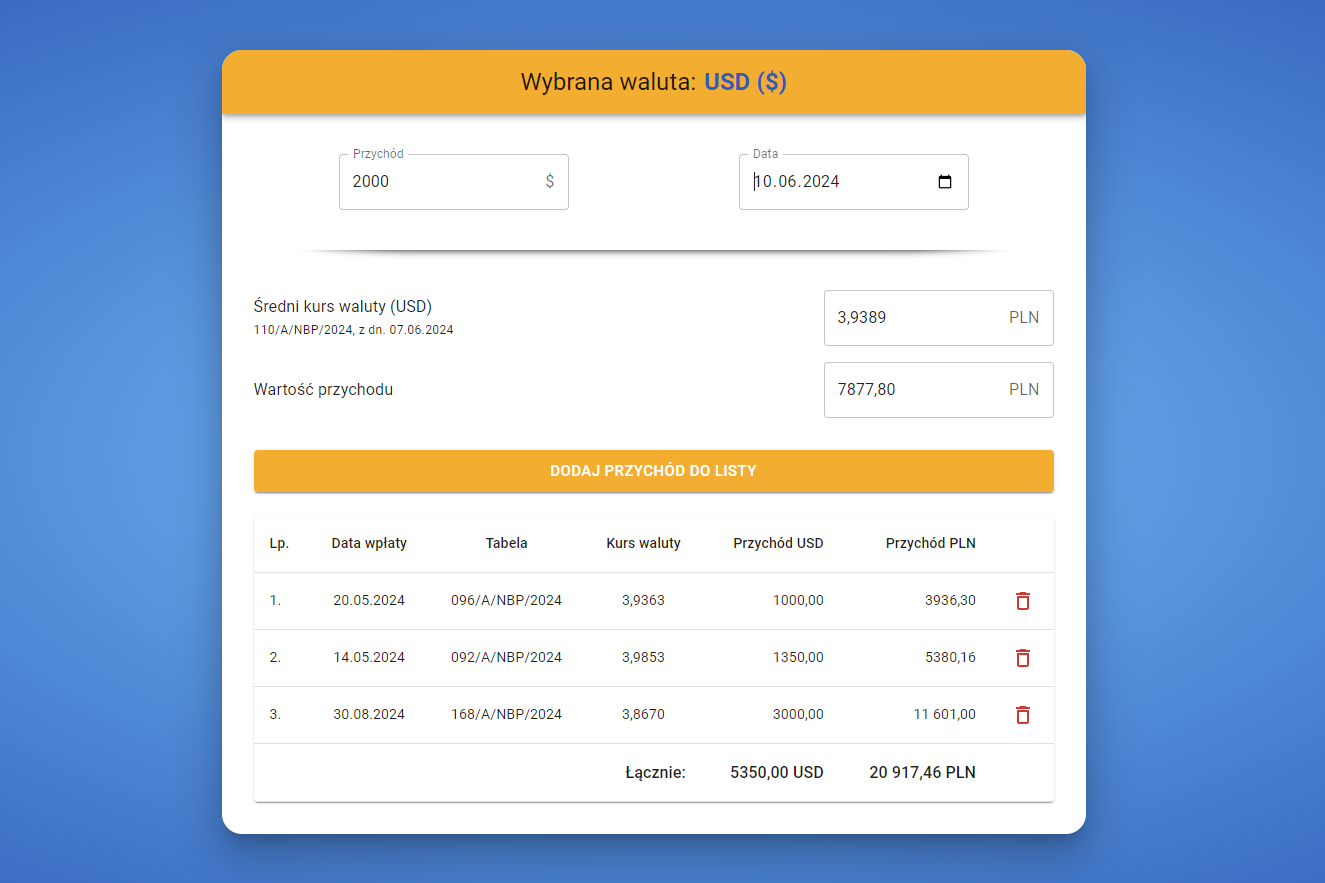 Wybrana waluta: USD ($)
Przychód
2000 $
Data
10.06.2024
Średni kurs waluty (USD)
110/A/NBP/2024, z dn. 07.06.2024
3,9389 PLN
Wartość przychodu
7877,80 PLN
DODAJ PRZYCHÓD DO LISTY
Lp. Data wpłaty Tabela Kurs waluty Przychód USD Przychód PLN
1. 20.05.2024 096/A/NBP/2024 3,9363 1000,00 3936,30
2. 14.05.2024 092/A/NBP/2024 3,9853 1350,00 5380,16
3. 30.08.2024 168/A/NBP/2024 3,8670 3000,00 11 601,00
Łącznie: 5350,00 USD 20 917,46 PLN